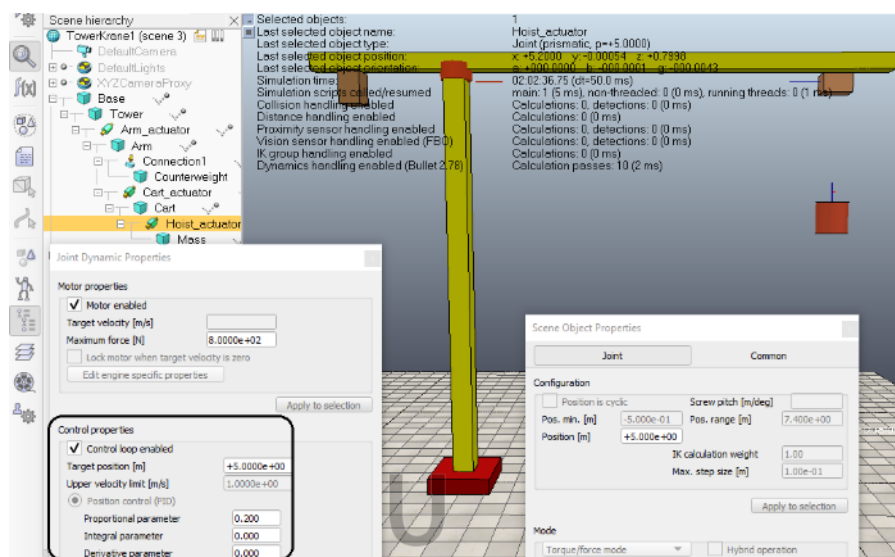 Scene hierarchy
TowerKrane1 (scene 3)
DefaultCamera
DefaultLights
XYZCameraProxy
Base
Tower
Arm_actuator
Arm
Connection1
Counterweight
Cart_actuator
Cart
Hoist_actuator
Mass
Selected objects: 1
Last selected object name: Hoist_actuator
Last selected object type: Joint (prismatic, p=+5.0000)
Last selected object position: x: +5.2000 y: -0.00054 z: +0.7998
Last selected object orientation: a: +000.0000 b: -000.0001 g: -000.0043
Simulation time: 02:02:36.75 (dt=50.0 ms)
Simulation scripts called/resumed main: 1 (5 ms), non-threaded: 0 (0 ms), running threads: 0 (1 ms)
Collision handling enabled Calculations: 0, detections: 0 (0 ms)
Distance handling enabled Calculations: 0 (0 ms)
Proximity sensor handling enabled Calculations: 0, detections: 0 (0 ms)
Vision sensor handling enabled (FBO) Calculations: 0, detections: 0 (0 ms)
IK group handling enabled Calculations: 0 (0 ms)
Dynamics handling enabled (Bullet 2.78) Calculation passes: 10 (2 ms)
Joint Dynamic Properties
Motor properties
Motor enabled
Target velocity [m/s]
Maximum force [N] 8.0000e+02
Lock motor when target velocity is zero
Edit engine specific properties
Apply to selection
Control properties
Control loop enabled
Target position [m] +5.0000e+00
Upper velocity limit [m/s] 1.0000e+00
Position control (PID)
Proportional parameter 0.200
Integral parameter 0.000
Derivative parameter 0.000
Scene Object Properties
Joint Common
Configuration
Position is cyclic Screw pitch [m/deg]
Pos. min. [m] -5.000e-01 Pos. range [m] 7.400e+00
Position [m] +5.000e+00
IK calculation weight 1.00
Max. step size [m] 1.00e-01
Apply to selection
Mode
Torque/force mode Hybrid operation